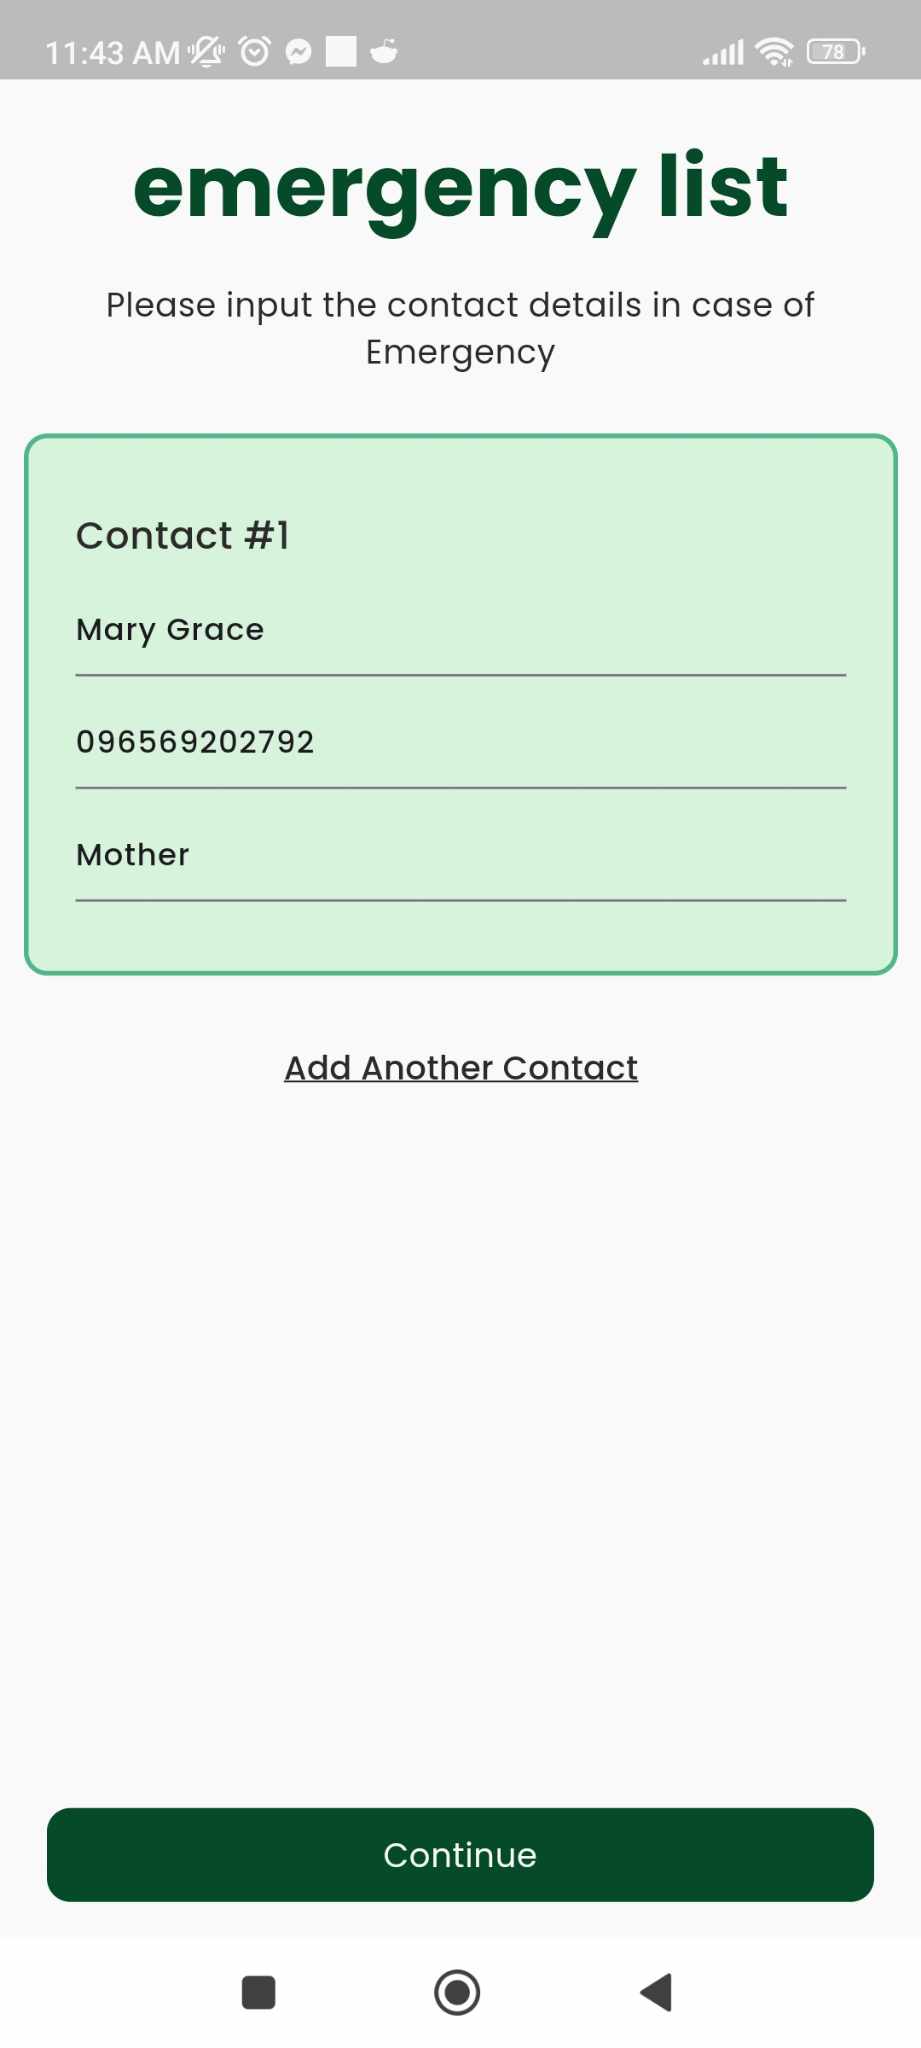 11:43 AM
78
emergency list
Please input the contact details in case of
Emergency
Contact #1
Mary Grace
096569202792
Mother
Add Another Contact
Continue